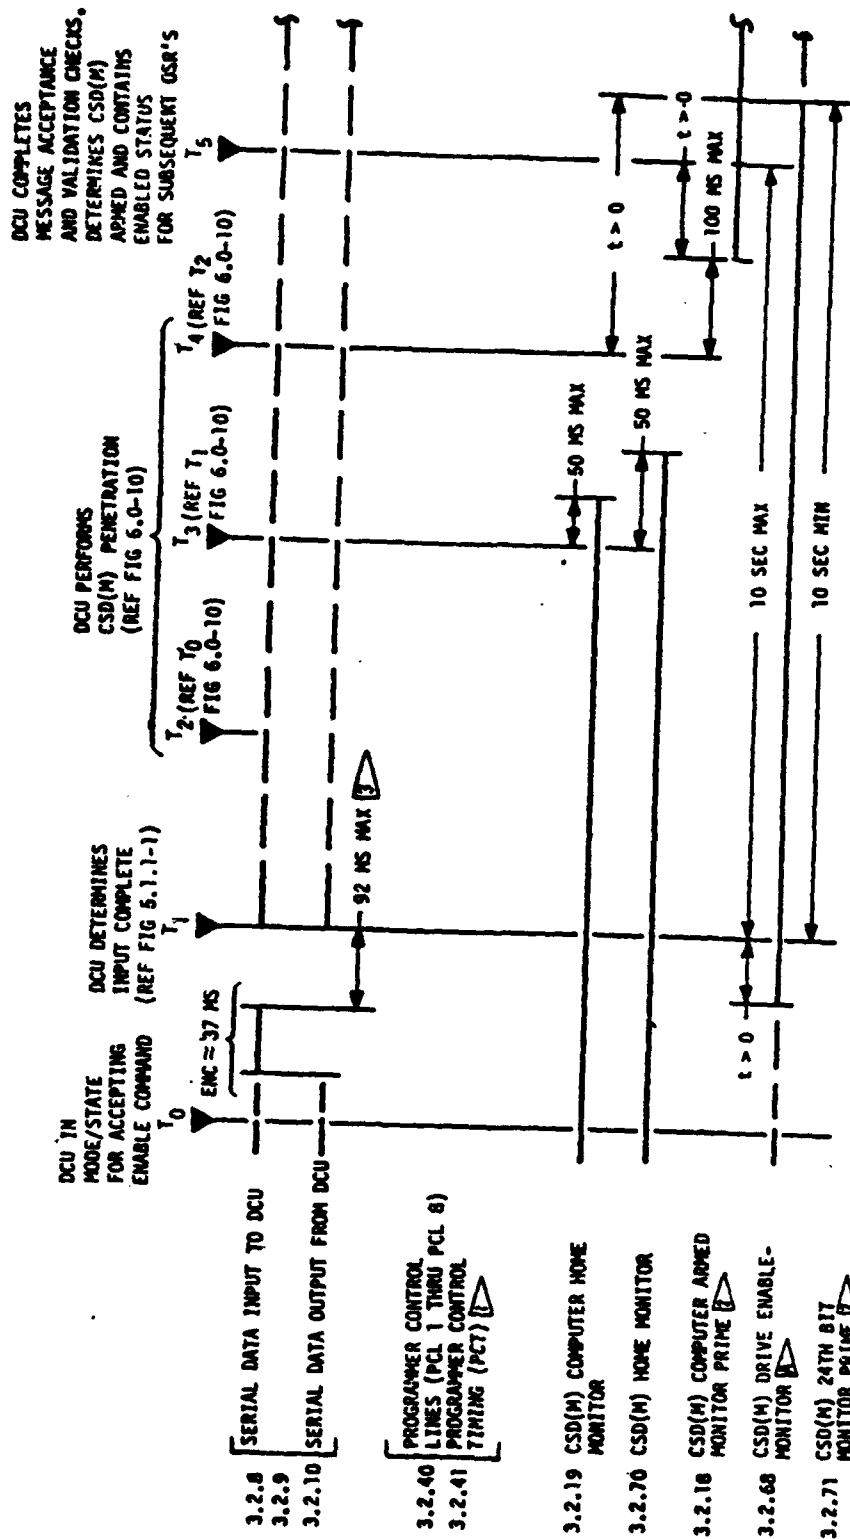 DCU IN
MODE/STATE
FOR ACCEPTING
ENABLE COMMAND
T0
DCU DETERMINES
INPUT COMPLETE
(REF FIG 5.1.1-1)
T1
DCU PERFORMS
CSD(M) PENETRATION
(REF FIG 6.0-10)
T2 (REF T0
FIG 6.0-10)
T3 (REF T1
FIG 6.0-10)
T4 (REF T2
FIG 6.0-10)
DCU COMPLETES
MESSAGE ACCEPTANCE
AND VALIDATION CHECKS,
DETERMINES CSD(M)
ARMED AND CONTAINS
ENABLED STATUS
FOR SUBSEQUENT OSR'S
T5
ENC = 37 MS
3.2.8 SERIAL DATA INPUT TO DCU
3.2.9
3.2.10 SERIAL DATA OUTPUT FROM DCU
92 MS MAX 3
PROGRAMMER CONTROL
3.2.40 LINES (PCL 1 THRU PCL 8)
3.2.41 PROGRAMMER CONTROL
TIMING (PCT)
3.2.19 CSD(M) COMPUTER HOME
MONITOR
50 MS MAX
3.2.70 CSD(M) HOME MONITOR
50 MS MAX
t > 0
3.2.18 CSD(M) COMPUTER ARMED
MONITOR PRIME
t > 0
100 MS MAX
3.2.68 CSD(M) DRIVE ENABLE-
MONITOR
t > 0
10 SEC MAX
3.2.71 CSD(M) 24TH BIT
MONITOR PRIME
10 SEC MIN